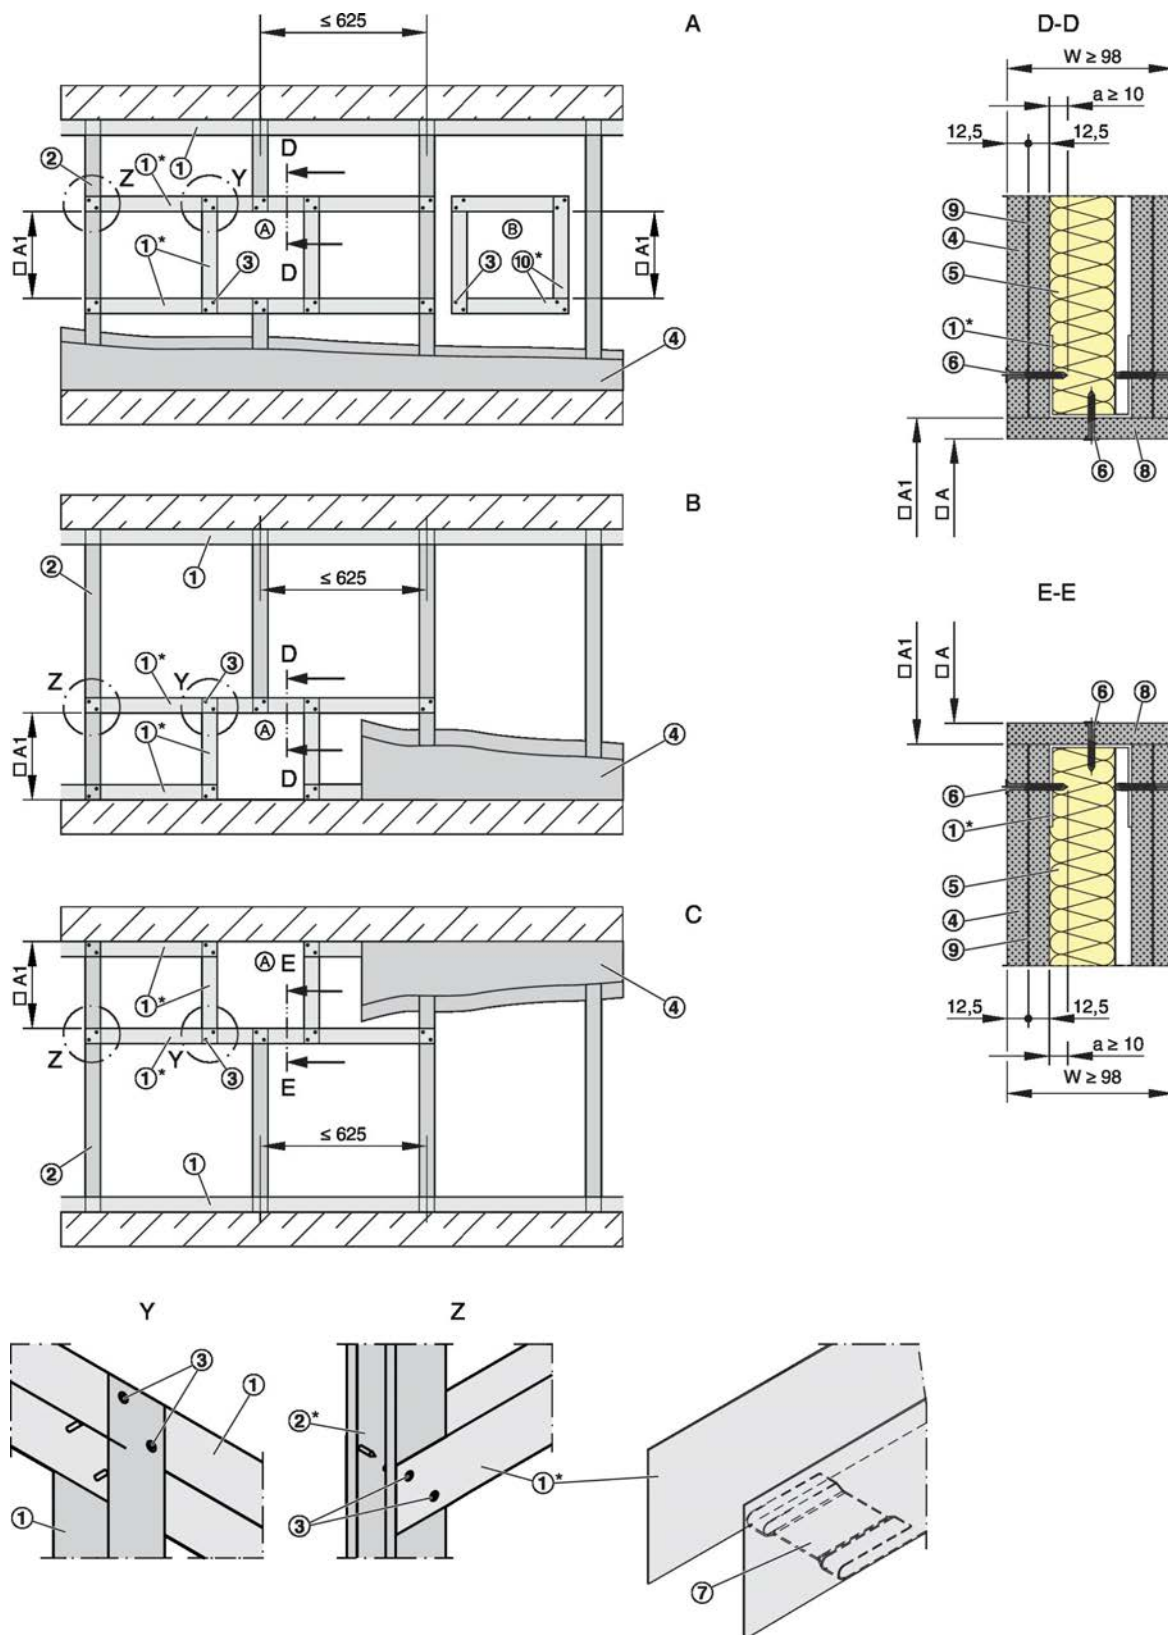 ≤ 625
A
D
①
①*
①
②
Z
Y
D
Ⓐ
Ⓑ
□ A1
①*
③
③
⑩*
□ A1
④
D-D
W ≥ 98
a ≥ 10
12,5
12,5
⑨
④
⑤
①*
⑥
⑥
⑧
□ A1
□ A
B
②
①
≤ 625
D
①*
③
Z
Y
①*
Ⓐ
□ A1
D
④
E-E
□ A1
□ A
⑥
⑧
⑥
①*
⑤
④
⑨
12,5
12,5
a ≥ 10
W ≥ 98
C
□ A1
Ⓐ
E
①*
④
Z
Y
①*
③
E
≤ 625
②
①
Y
③
①
①
Z
②*
③
①*
⑦